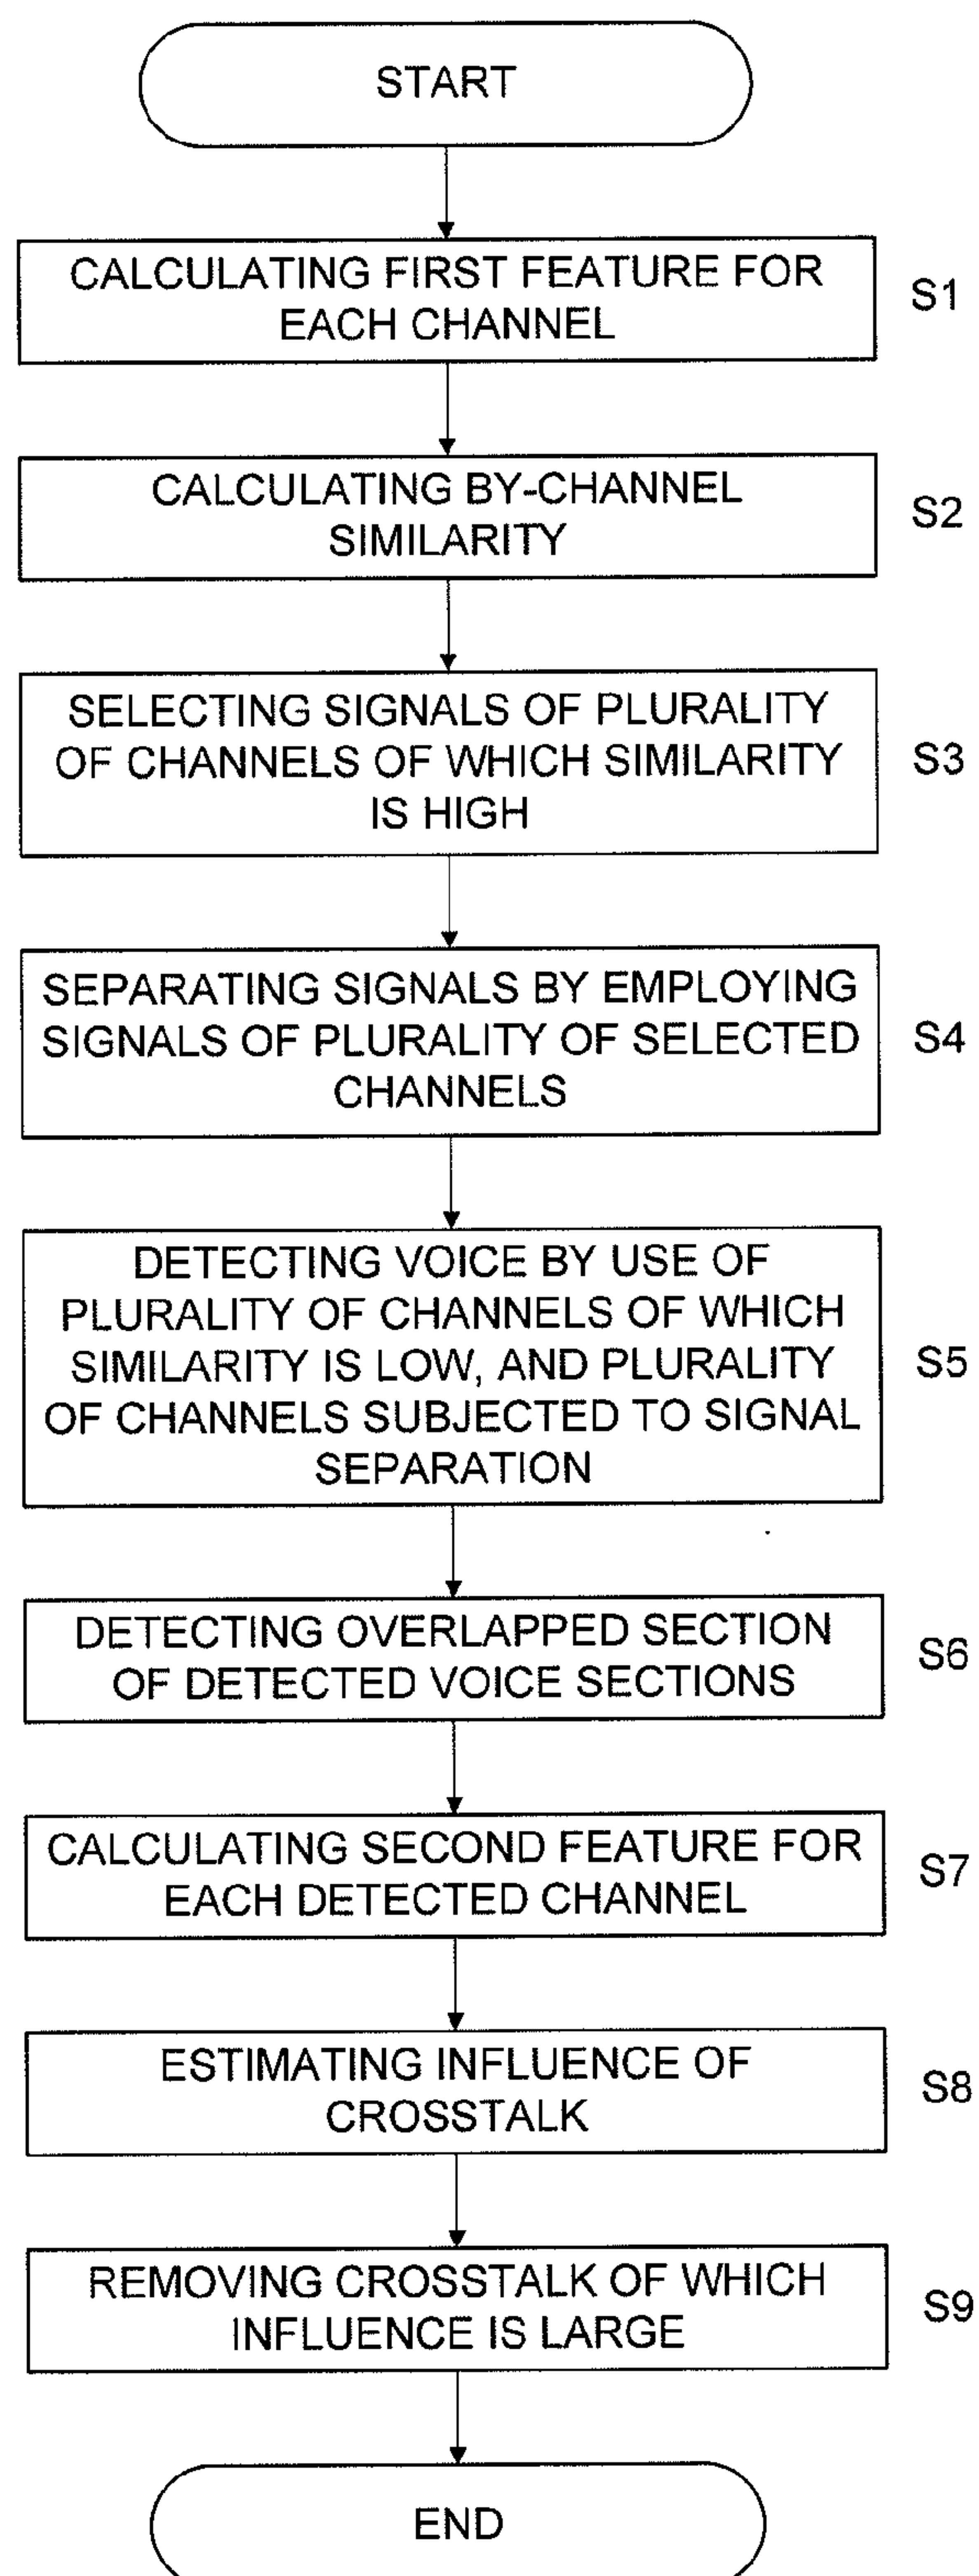 START
CALCULATING FIRST FEATURE FOR
EACH CHANNEL
S1
CALCULATING BY-CHANNEL
SIMILARITY
S2
SELECTING SIGNALS OF PLURALITY
OF CHANNELS OF WHICH SIMILARITY
IS HIGH
S3
SEPARATING SIGNALS BY EMPLOYING
SIGNALS OF PLURALITY OF SELECTED
CHANNELS
S4
DETECTING VOICE BY USE OF
PLURALITY OF CHANNELS OF WHICH
SIMILARITY IS LOW, AND PLURALITY
OF CHANNELS SUBJECTED TO SIGNAL
SEPARATION
S5
DETECTING OVERLAPPED SECTION
OF DETECTED VOICE SECTIONS
S6
CALCULATING SECOND FEATURE FOR
EACH DETECTED CHANNEL
S7
ESTIMATING INFLUENCE OF
CROSSTALK
S8
REMOVING CROSSTALK OF WHICH
INFLUENCE IS LARGE
S9
END